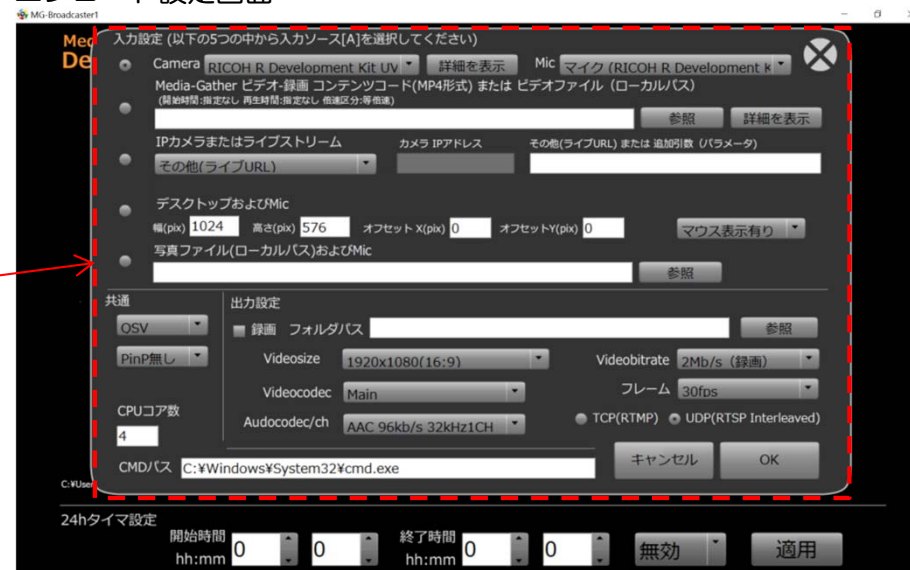 MG-Broadcaster1
Med
De
入力設定 (以下の5つの中から入力ソース[A]を選択してください)
Camera RICOH R Development Kit UV 詳細を表示 Mic マイク (RICOH R Development K
Media-Gather ビデオ-録画 コンテンツコード(MP4形式) または ビデオファイル (ローカルパス)
(開始時間:指定なし 再生時間:指定なし 倍速区分:等倍速)
参照 詳細を表示
IPカメラまたはライブストリーム カメラ IPアドレス その他(ライブURL) または 追加引数 (パラメータ)
その他(ライブURL)
デスクトップおよびMic
幅(pix) 1024 高さ(pix) 576 オフセット X(pix) 0 オフセットY(pix) 0 マウス表示有り
写真ファイル(ローカルパス)およびMic
参照
共通 出力設定
OSV 録画 フォルダパス 参照
PinP無し Videosize 1920x1080(16:9) Videobitrate 2Mb/s (録画)
Videocodec Main フレーム 30fps
CPUコア数
4
Audocodec/ch AAC 96kb/s 32kHz1CH TCP(RTMP) UDP(RTSP Interleaved)
CMDパス C:¥Windows¥System32¥cmd.exe キャンセル OK
C:¥User
24hタイマ設定
開始時間 hh:mm 0 0 終了時間 hh:mm 0 0 無効 適用